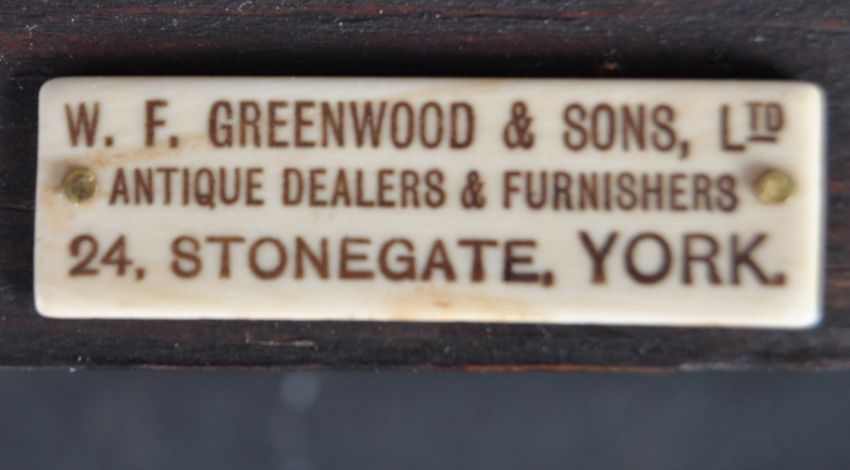 W. F. GREENWOOD & SONS, LTD
ANTIQUE DEALERS & FURNISHERS
24, STONEGATE, YORK.